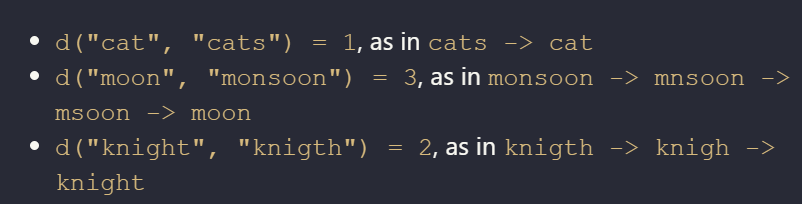 • d("cat", "cats") = 1, as in cats -> cat
• d("moon", "monsoon") = 3, as in monsoon -> mnsoon ->
msoon -> moon
• d("knight", "knigth") = 2, as in knigth -> knigh ->
knight